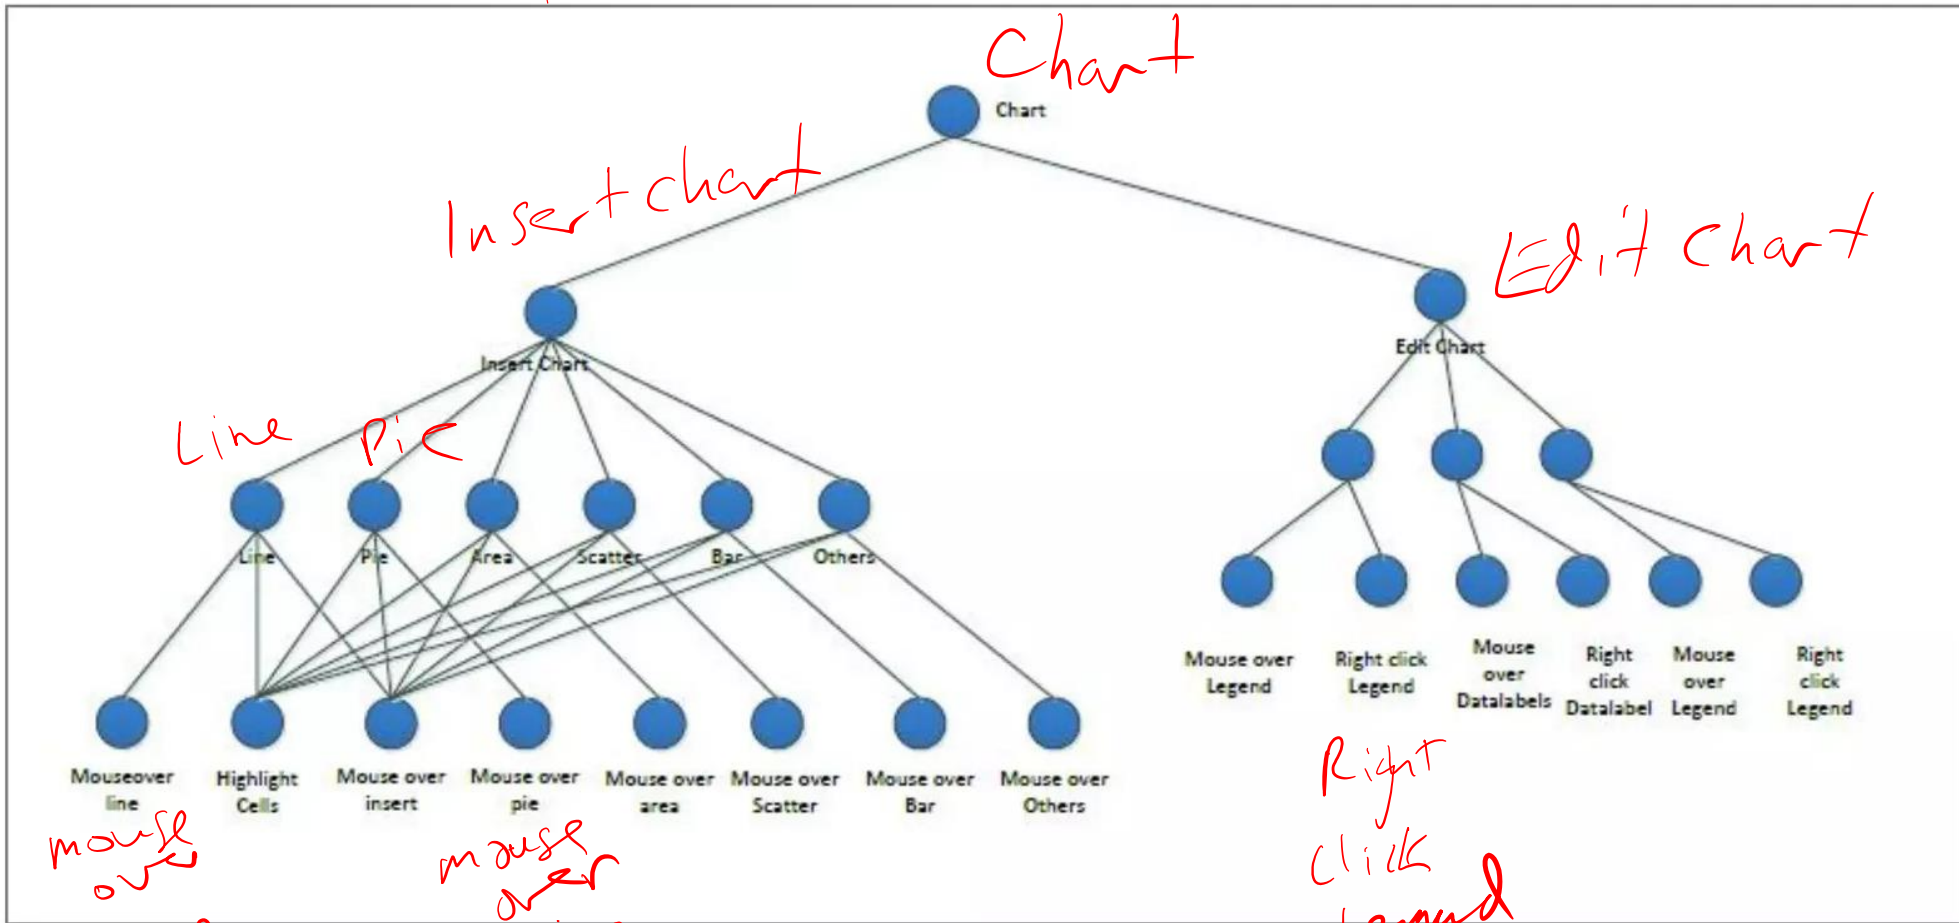 Chart
Chart
Insert chart
Edit Chart
Insert Chart
Edit Chart
Line
Pie
Line
Pie
Area
Scatter
Bar
Others
Mouse over
Legend
Right click
Legend
Mouse
over
Datalabels
Right
click
Datalabel
Mouse
over
Legend
Right
click
Legend
Mouseover
line
Highlight
Cells
Mouse over
insert
Mouse over
pie
Mouse over
area
Mouse over
Scatter
Mouse over
Bar
Mouse over
Others
mouse
over
mouse
over
Right
Click